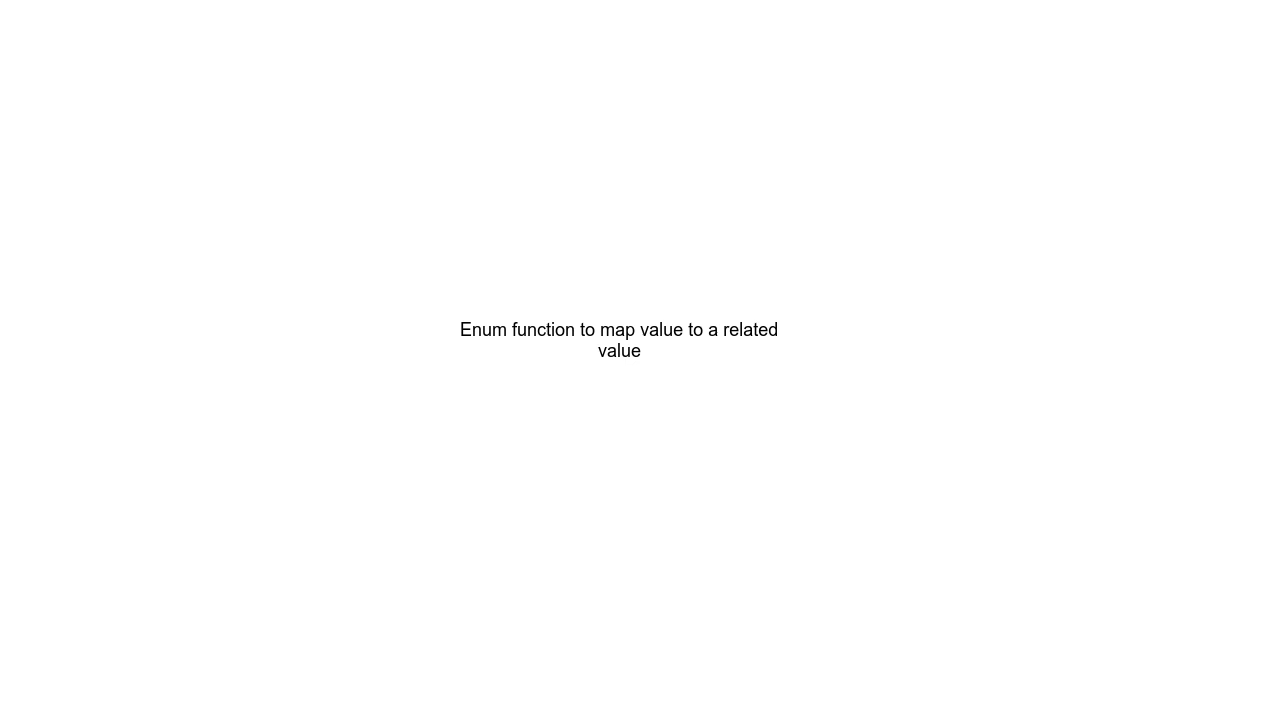 Enum function to map value to a related
value